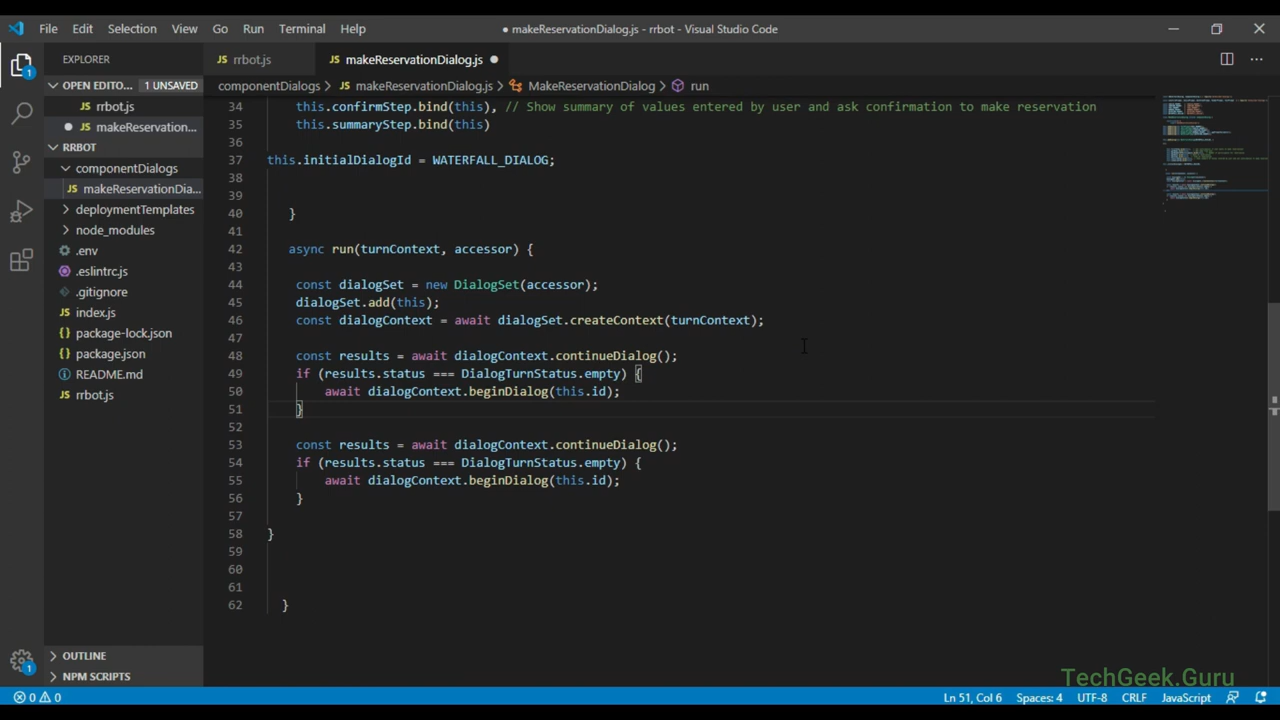 File Edit Selection View Go Run Terminal Help
● makeReservationDialog.js - rrbot - Visual Studio Code
EXPLORER
rrbot.js
makeReservationDialog.js
OPEN EDITO... 1 UNSAVED
rrbot.js
makeReservation...
RRBOT
componentDialogs
makeReservationDia...
deploymentTemplates
node_modules
.env
.eslintrc.js
.gitignore
index.js
package-lock.json
package.json
README.md
rrbot.js
OUTLINE
NPM SCRIPTS
1
1
componentDialogs > makeReservationDialog.js > MakeReservationDialog > run
34 this.confirmStep.bind(this), // Show summary of values entered by user and ask confirmation to make reservation
35 this.summaryStep.bind(this)
36
37 this.initialDialogId = WATERFALL_DIALOG;
38
39
40 }
41
42 async run(turnContext, accessor) {
43
44 const dialogSet = new DialogSet(accessor);
45 dialogSet.add(this);
46 const dialogContext = await dialogSet.createContext(turnContext);
47
48 const results = await dialogContext.continueDialog();
49 if (results.status === DialogTurnStatus.empty) {
50 await dialogContext.beginDialog(this.id);
51 }
52
53 const results = await dialogContext.continueDialog();
54 if (results.status === DialogTurnStatus.empty) {
55 await dialogContext.beginDialog(this.id);
56 }
57
58 }
59
60
61
62 }
TechGeek.Guru
0 0 Ln 51, Col 6 Spaces: 4 UTF-8 CRLF JavaScript